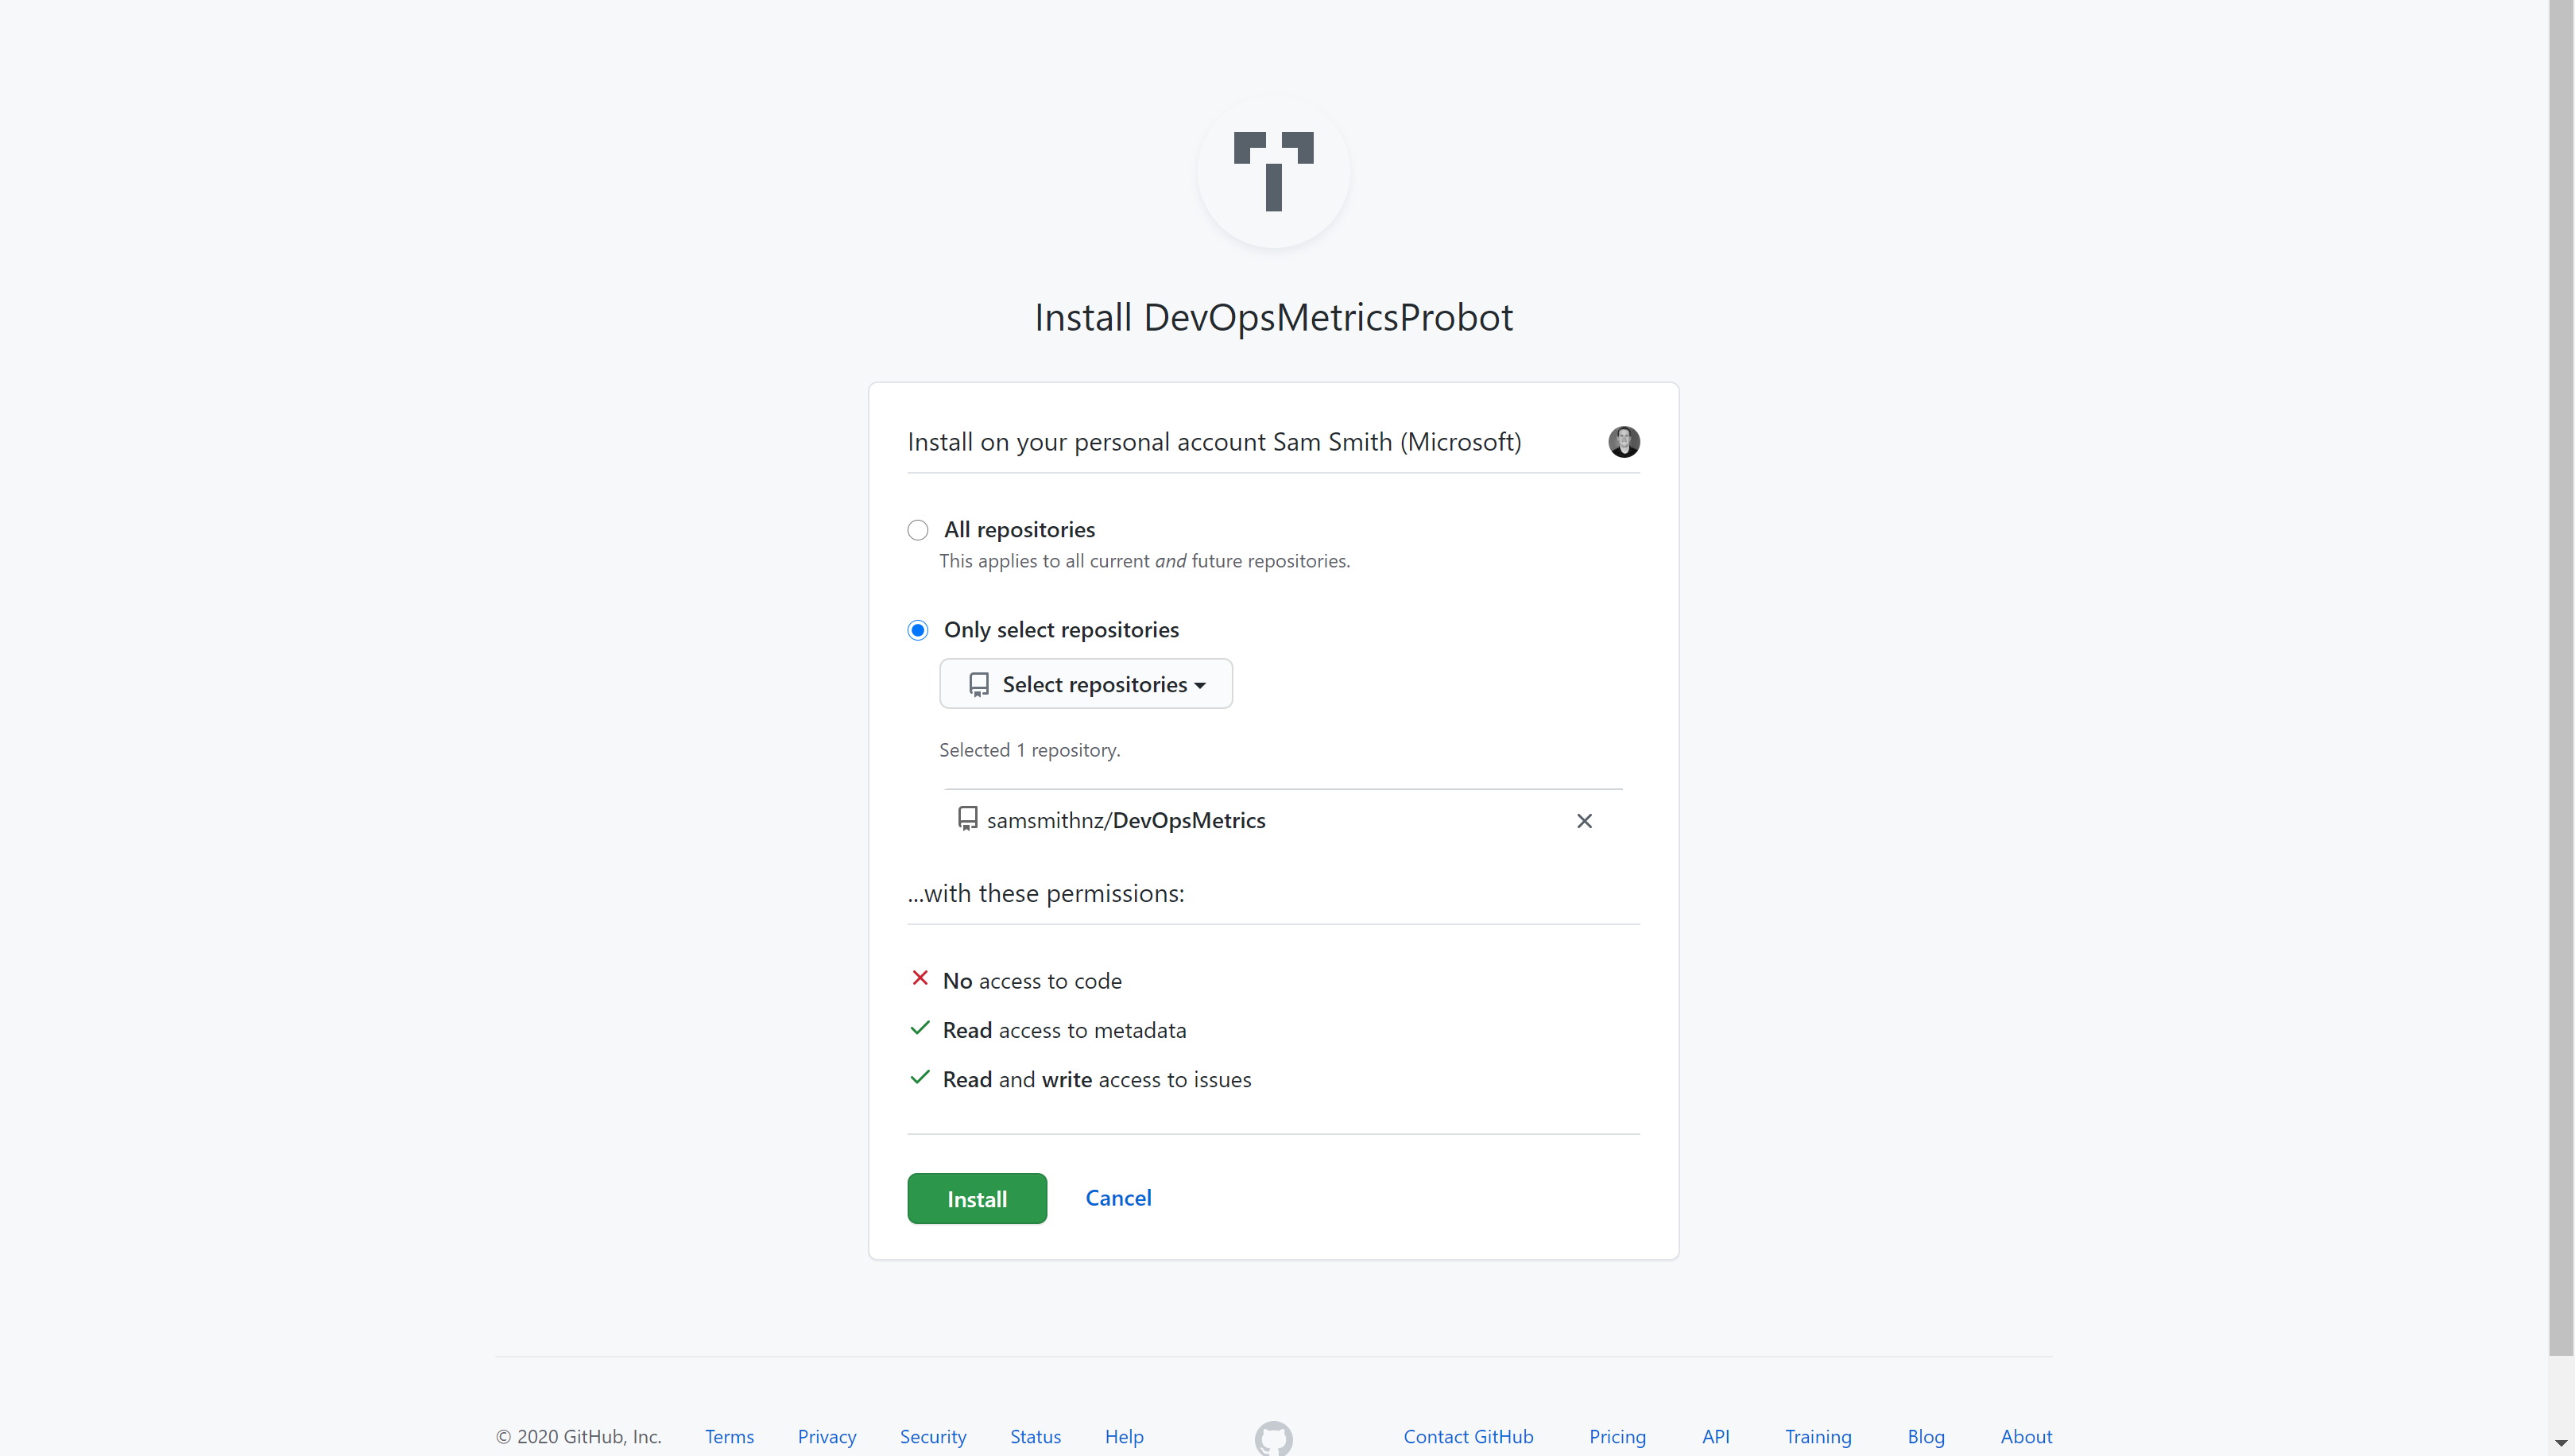 Install DevOpsMetricsProbot
Install on your personal account Sam Smith (Microsoft)
All repositories
This applies to all current and future repositories.
Only select repositories
Select repositories
Selected 1 repository.
samsmithnz/DevOpsMetrics
...with these permissions:
No access to code
Read access to metadata
Read and write access to issues
Install Cancel
© 2020 GitHub, Inc. Terms Privacy Security Status Help Contact GitHub Pricing API Training Blog About